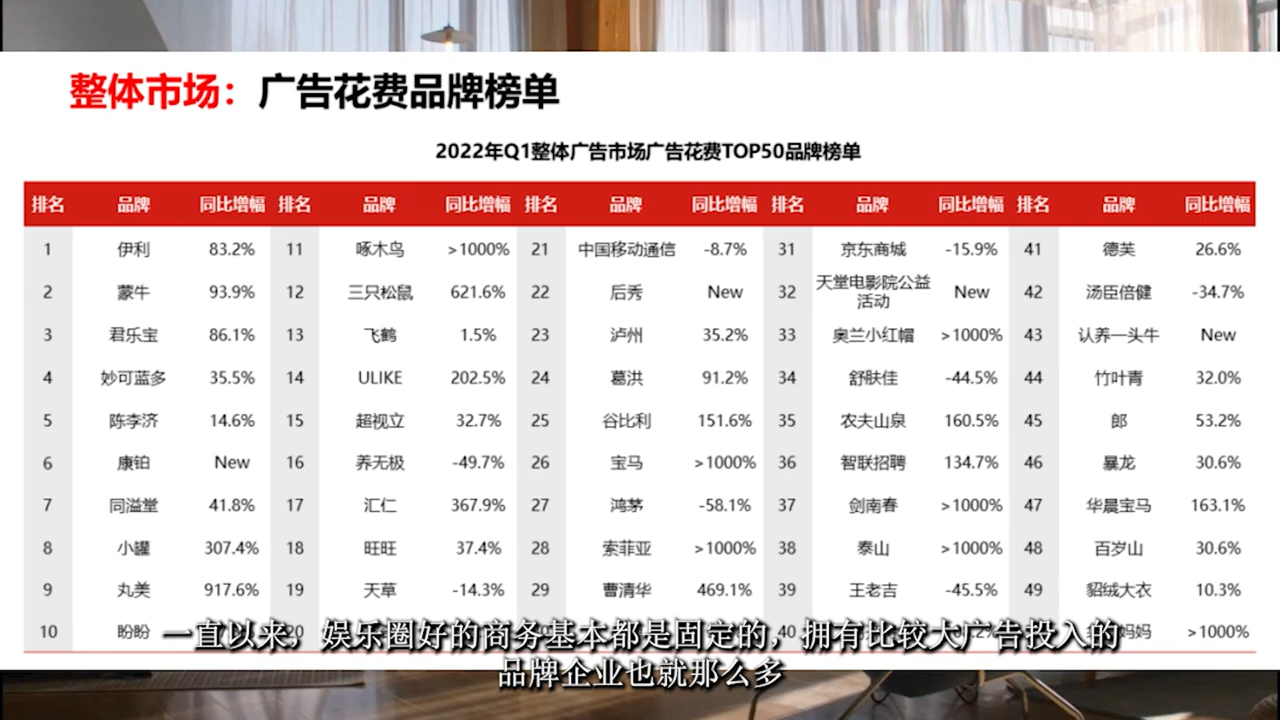 整体市场：广告花费品牌榜单
2022年Q1整体广告市场广告花费TOP50品牌榜单
排名 品牌 同比增幅 排名 品牌 同比增幅 排名 品牌 同比增幅 排名 品牌 同比增幅 排名 品牌 同比增幅
1 伊利 83.2% 11 啄木鸟 >1000% 21 中国移动通信 -8.7% 31 京东商城 -15.9% 41 德芙 26.6%
2 蒙牛 93.9% 12 三只松鼠 621.6% 22 后秀 New 32 天堂电影院公益
活动 New 42 汤臣倍健 -34.7%
3 君乐宝 86.1% 13 飞鹤 1.5% 23 泸州 35.2% 33 奥兰小红帽 >1000% 43 认养一头牛 New
4 妙可蓝多 35.5% 14 ULIKE 202.5% 24 葛洪 91.2% 34 舒肤佳 -44.5% 44 竹叶青 32.0%
5 陈李济 14.6% 15 超视立 32.7% 25 谷比利 151.6% 35 农夫山泉 160.5% 45 郎 53.2%
6 康铂 New 16 养无极 -49.7% 26 宝马 >1000% 36 智联招聘 134.7% 46 暴龙 30.6%
7 同溢堂 41.8% 17 汇仁 367.9% 27 鸿茅 -58.1% 37 剑南春 >1000% 47 华晨宝马 163.1%
8 小罐 307.4% 18 旺旺 37.4% 28 索菲亚 >1000% 38 泰山 >1000% 48 百岁山 30.6%
9 丸美 917.6% 19 天草 -14.3% 29 曹清华 469.1% 39 王老吉 -45.5% 49 貂绒大衣 10.3%
10 盼盼 20 40 妈妈 >1000%
一直以来，娱乐圈好的商务基本都是固定的，拥有比较大广告投入的
品牌企业也就那么多